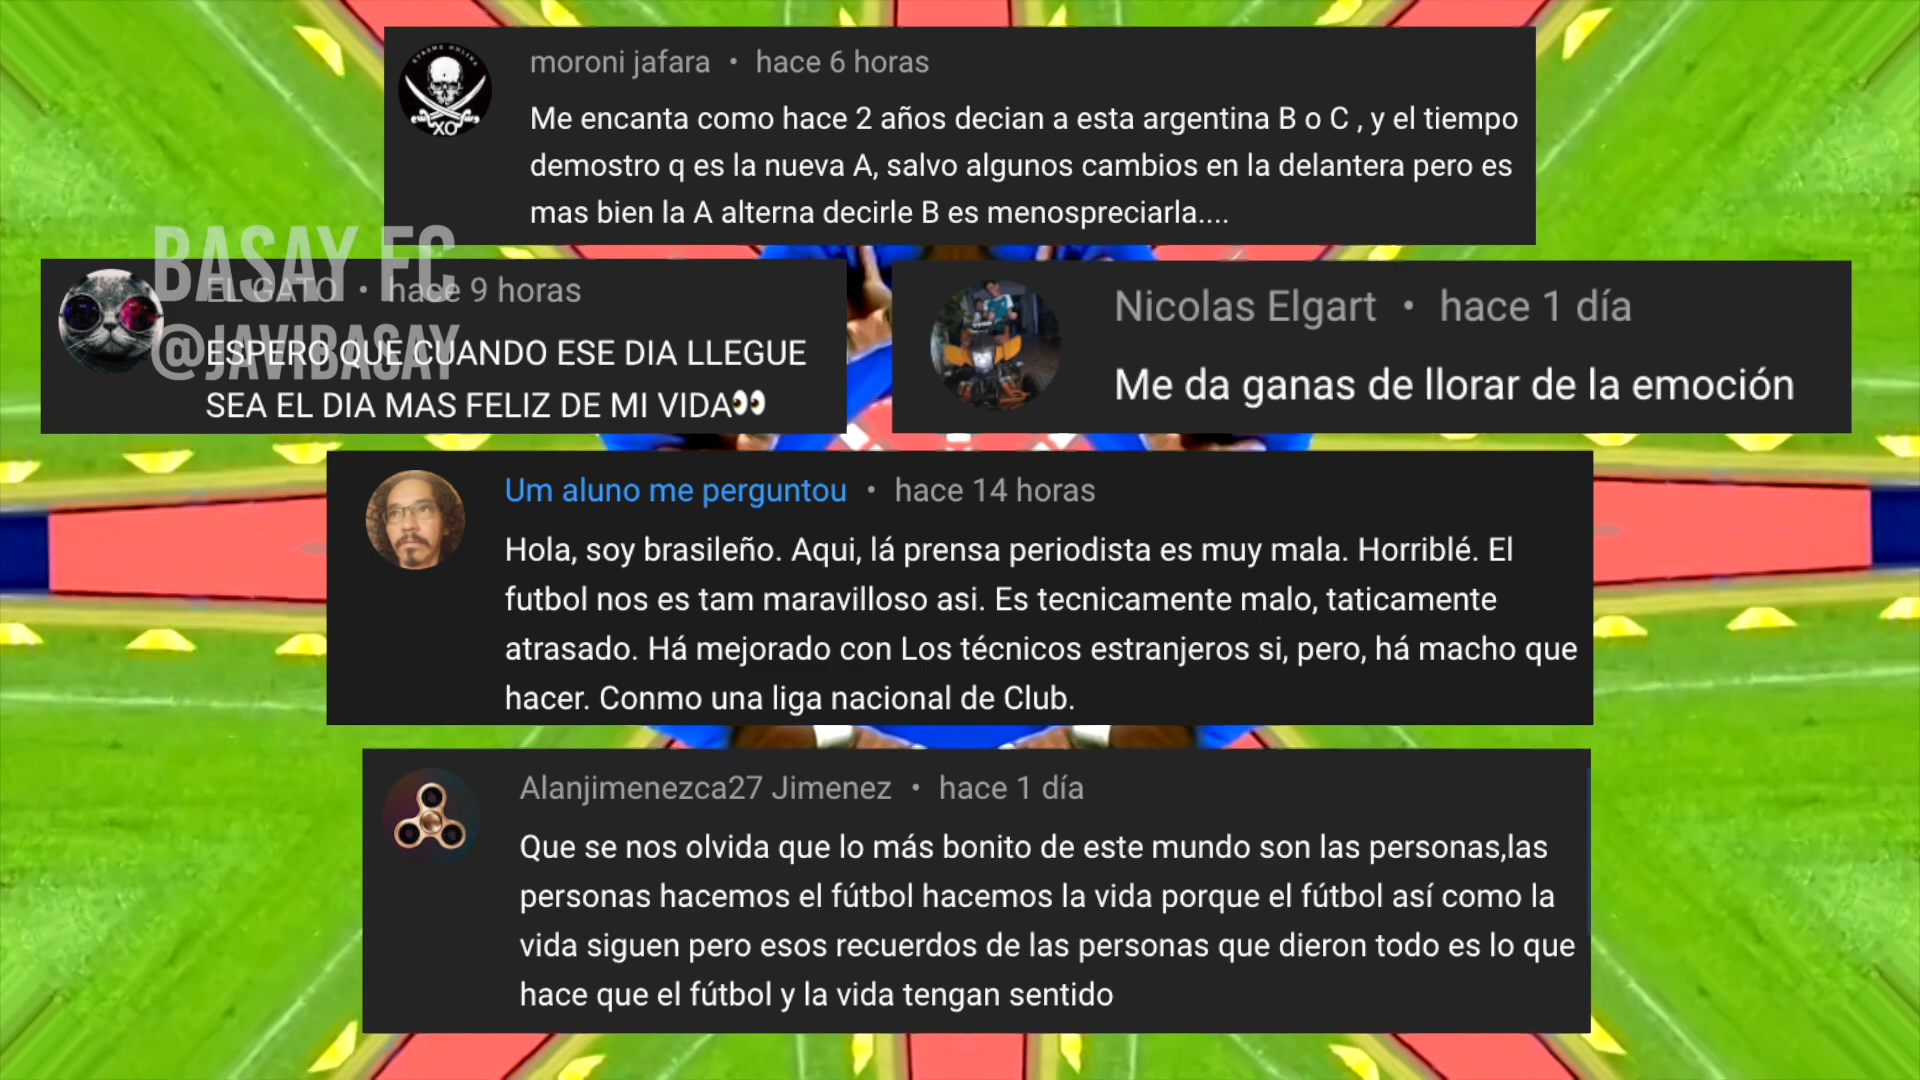 moroni jafara • hace 6 horas
Me encanta como hace 2 años decian a esta argentina B o C , y el tiempo
demostro q es la nueva A, salvo algunos cambios en la delantera pero es
mas bien la A alterna decirle B es menospreciarla....
XO
BASAY FC
@JAVIBASAY
EL GATO • hace 9 horas
ESPERO QUE CUANDO ESE DIA LLEGUE
SEA EL DIA MAS FELIZ DE MI VIDA👀
Nicolas Elgart • hace 1 día
Me da ganas de llorar de la emoción
Um aluno me perguntou • hace 14 horas
Hola, soy brasileño. Aqui, lá prensa periodista es muy mala. Horriblé. El
futbol nos es tam maravilloso asi. Es tecnicamente malo, taticamente
atrasado. Há mejorado con Los técnicos estranjeros si, pero, há macho que
hacer. Conmo una liga nacional de Club.
Alanjimenezca27 Jimenez • hace 1 día
Que se nos olvida que lo más bonito de este mundo son las personas,las
personas hacemos el fútbol hacemos la vida porque el fútbol así como la
vida siguen pero esos recuerdos de las personas que dieron todo es lo que
hace que el fútbol y la vida tengan sentido